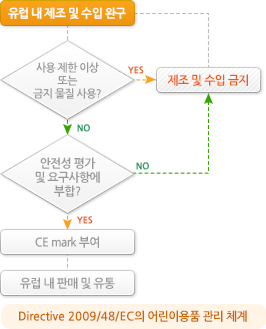 유럽 내 제조 및 수입 완구
사용 제한 이상
또는
금지 물질 사용?
YES
제조 및 수입 금지
NO
안전성 평가
및 요구사항에
부합?
NO
YES
CE mark 부여
유럽 내 판매 및 유통
Directive 2009/48/EC의 어린이용품 관리 체계